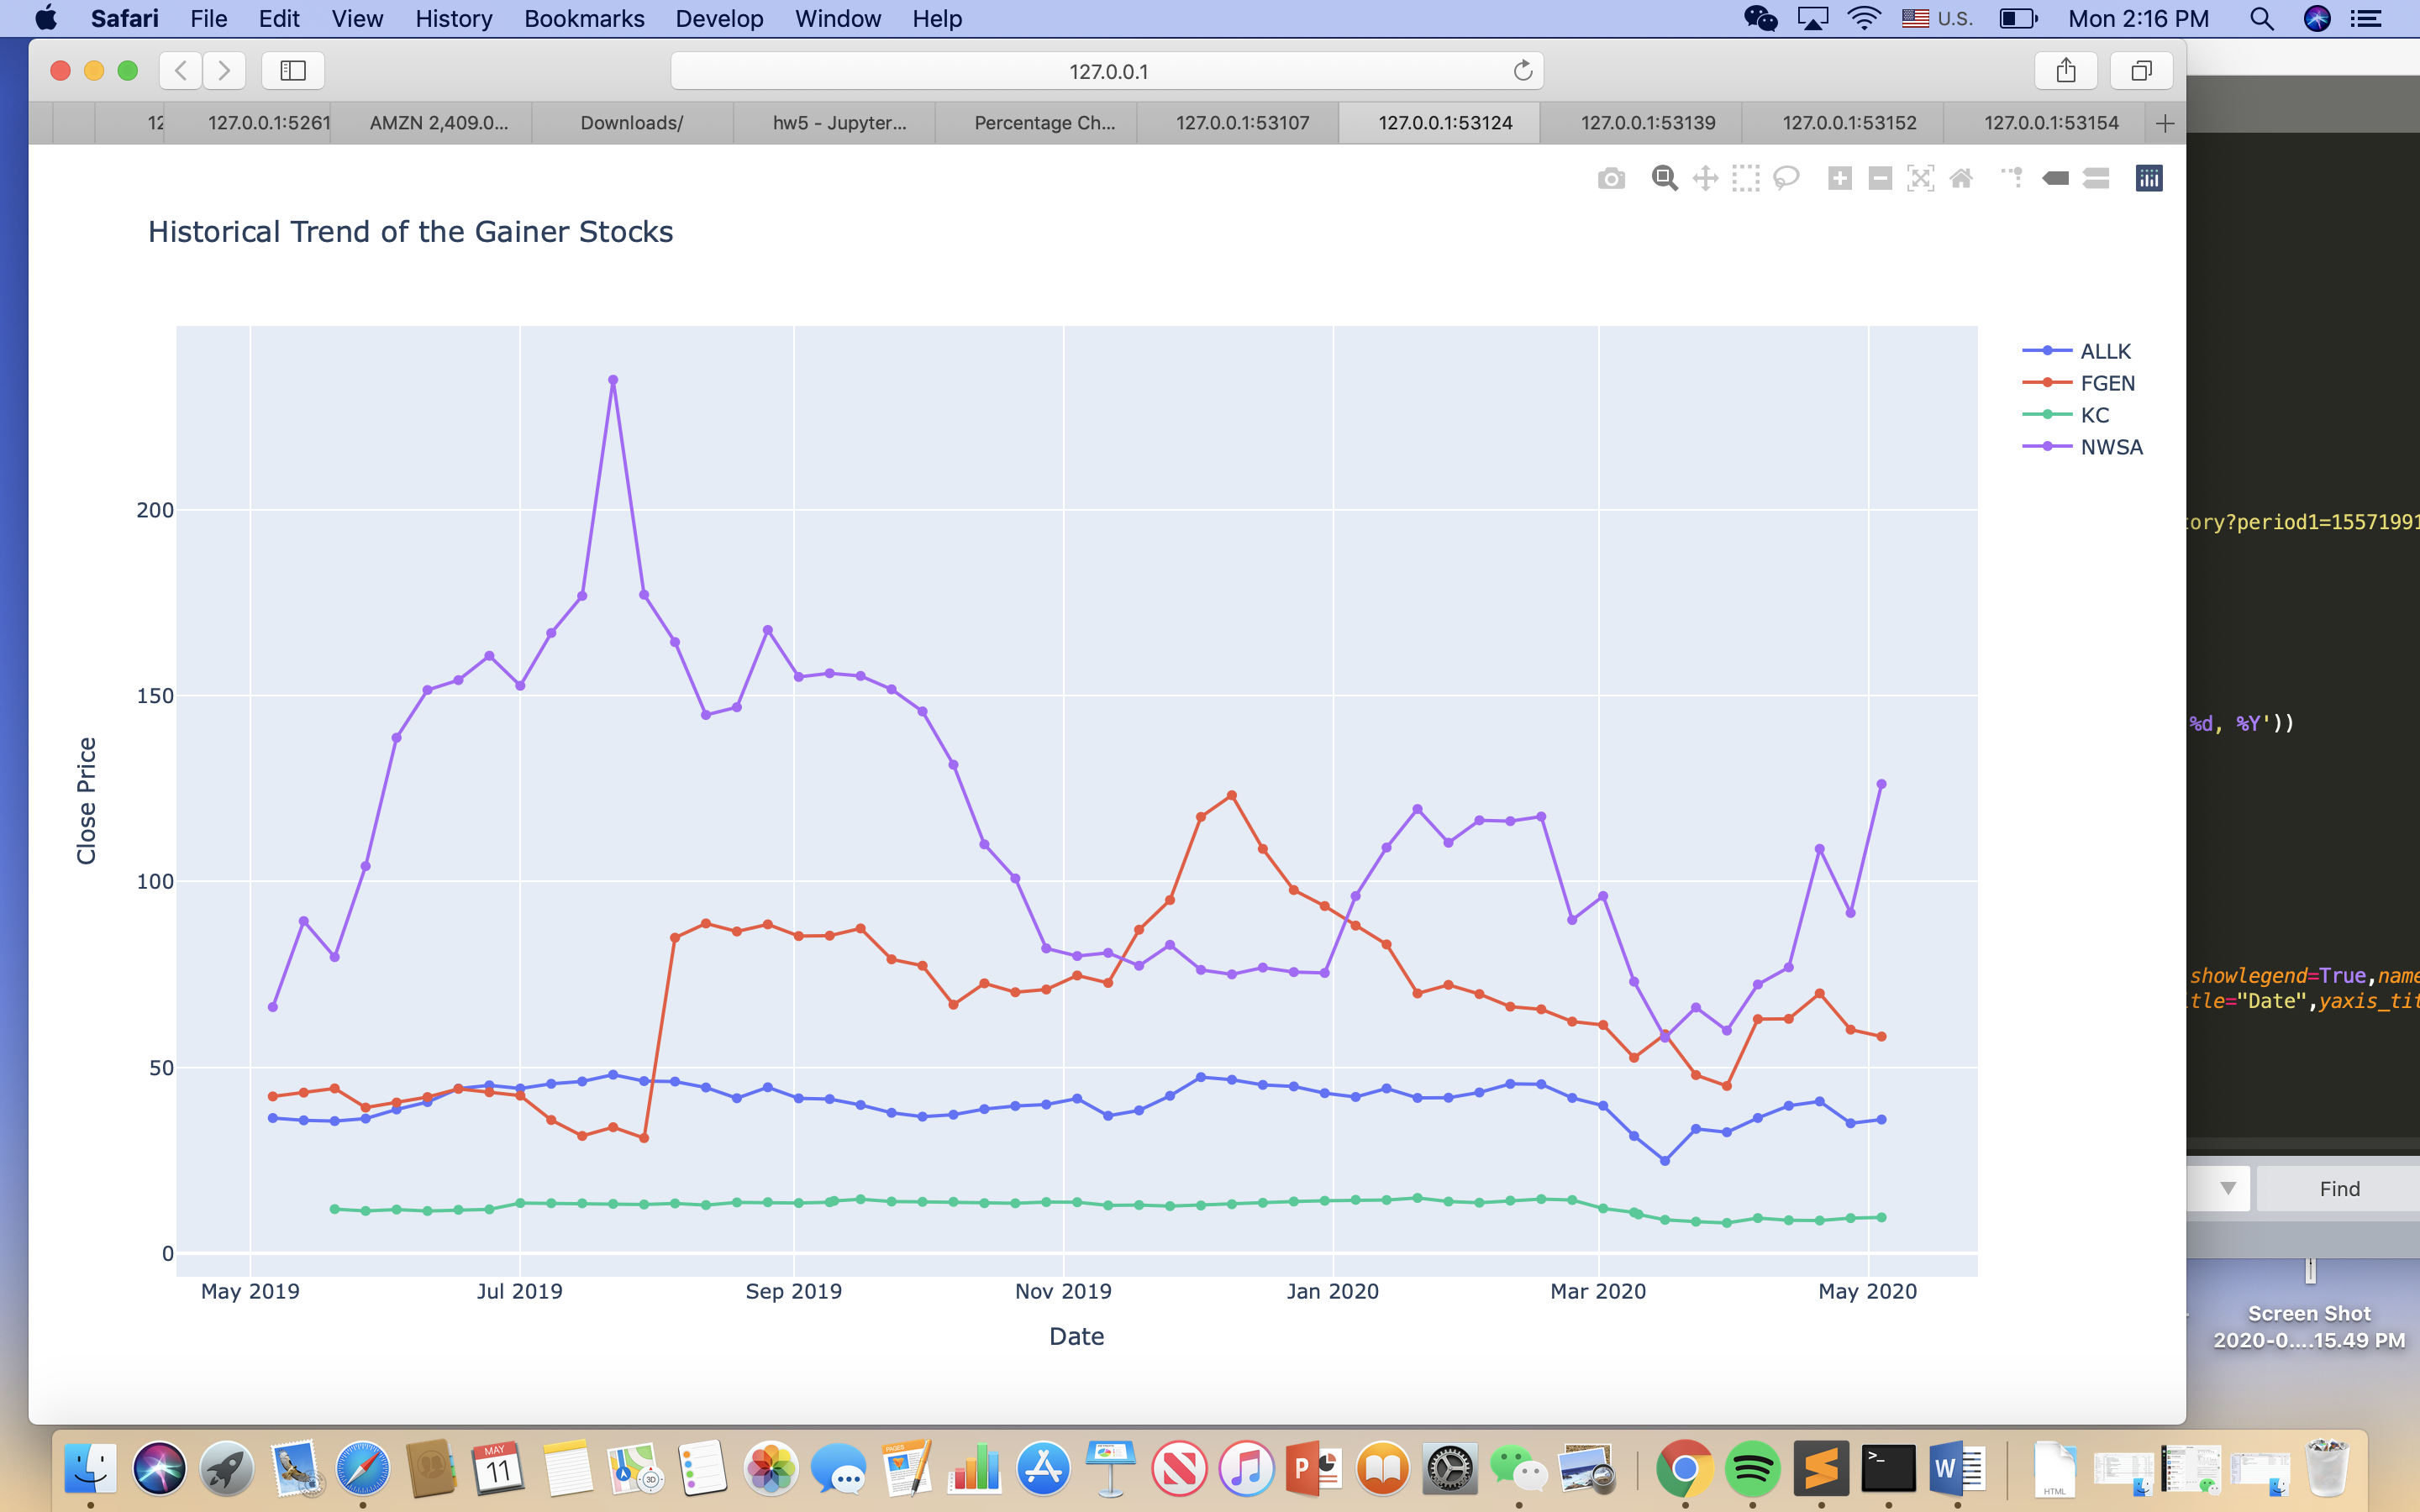 Safari File Edit View History Bookmarks Develop Window Help U.S. Mon 2:16 PM
127.0.0.1
12 127.0.0.1:5261 AMZN 2,409.0... Downloads/ hw5 - Jupyter... Percentage Ch... 127.0.0.1:53107 127.0.0.1:53124 127.0.0.1:53139 127.0.0.1:53152 127.0.0.1:53154
Historical Trend of the Gainer Stocks
ALLK
FGEN
KC
NWSA
200
150
100
50
0
Close Price
May 2019 Jul 2019 Sep 2019 Nov 2019 Jan 2020 Mar 2020 May 2020
Date
ory?period1=15571991
%d, %Y'))
showlegend=True,name
tle="Date",yaxis_tit
Find
Screen Shot
2020-0....15.49 PM
MAY
11
PAGES
3D
P
>_
W
HTML